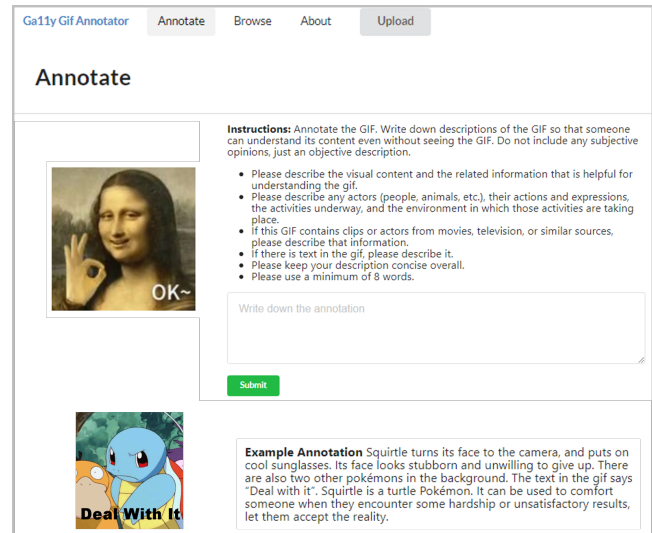 Ga11y Gif Annotator Annotate Browse About Upload
Annotate
Instructions: Annotate the GIF. Write down descriptions of the GIF so that someone
can understand its content even without seeing the GIF. Do not include any subjective
opinions, just an objective description.
• Please describe the visual content and the related information that is helpful for
understanding the gif.
• Please describe any actors (people, animals, etc.), their actions and expressions,
the activities underway, and the environment in which those activities are taking
place.
• If this GIF contains clips or actors from movies, television, or similar sources,
please describe that information.
• If there is text in the gif, please describe it.
• Please keep your description concise overall.
• Please use a minimum of 8 words.
OK~
Write down the annotation
Submit
Deal With It
Example Annotation Squirtle turns its face to the camera, and puts on
cool sunglasses. Its face looks stubborn and unwilling to give up. There
are also two other pokémons in the background. The text in the gif says
"Deal with it". Squirtle is a turtle Pokémon. It can be used to comfort
someone when they encounter some hardship or unsatisfactory results,
let them accept the reality.